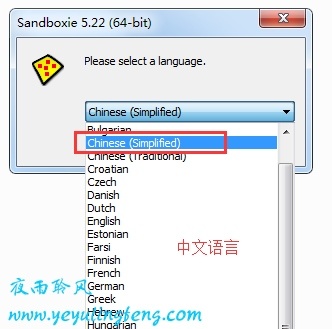 Sandboxie 5.22 (64-bit)
Please select a language.
Chinese (Simplified)
Bulgarian
Chinese (Simplified)
Chinese (Traditional)
Croatian
Czech
Danish
Dutch
English
Estonian
Farsi
Finnish
French
German
Greek
Hebrew
Hungarian
中文语言
夜雨聆风
www.yeyulingfeng.com